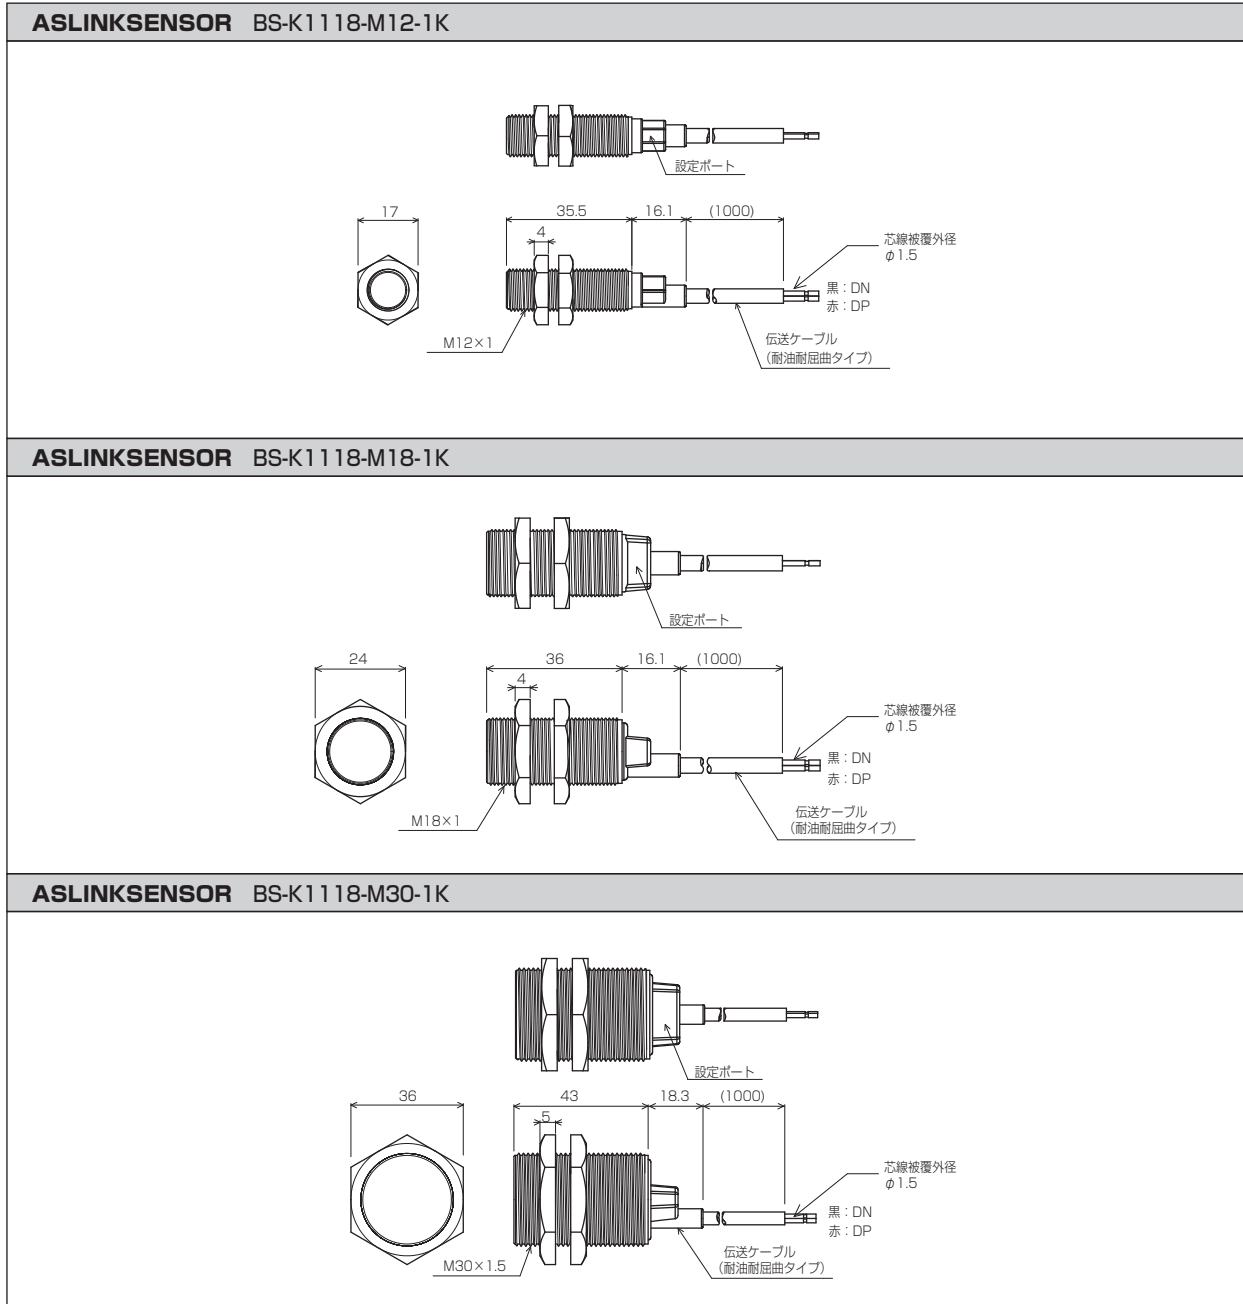 ASLINKSENSOR BS-K1118-M12-1K
設定ポート
17
35.5
16.1
(1000)
4
芯線被覆外径
φ1.5
黒：DN
赤：DP
M12×1
伝送ケーブル
（耐油耐屈曲タイプ）
ASLINKSENSOR BS-K1118-M18-1K
設定ポート
24
36
16.1
(1000)
4
芯線被覆外径
φ1.5
黒：DN
赤：DP
M18×1
伝送ケーブル
（耐油耐屈曲タイプ）
ASLINKSENSOR BS-K1118-M30-1K
設定ポート
36
43
18.3
(1000)
5
芯線被覆外径
φ1.5
黒：DN
赤：DP
M30×1.5
伝送ケーブル
（耐油耐屈曲タイプ）